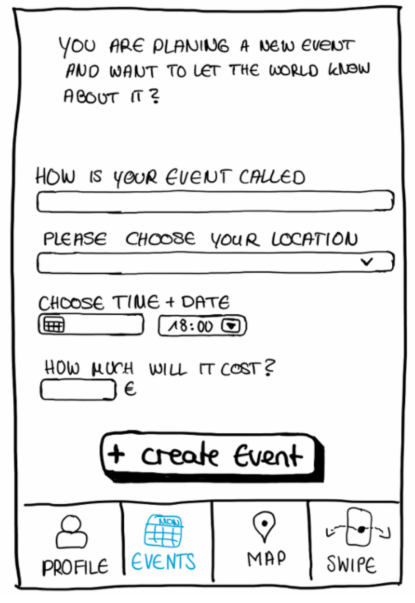 YOU ARE PLANING A NEW EVENT
AND WANT TO LET THE WORLD KNOW
ABOUT IT?
HOW IS YOUR EVENT CALLED
PLEASE CHOOSE YOUR LOCATION
CHOOSE TIME + DATE
18:00
HOW MUCH WILL IT COST?
€
+ create Event
MON
PROFILE EVENTS MAP SWIPE